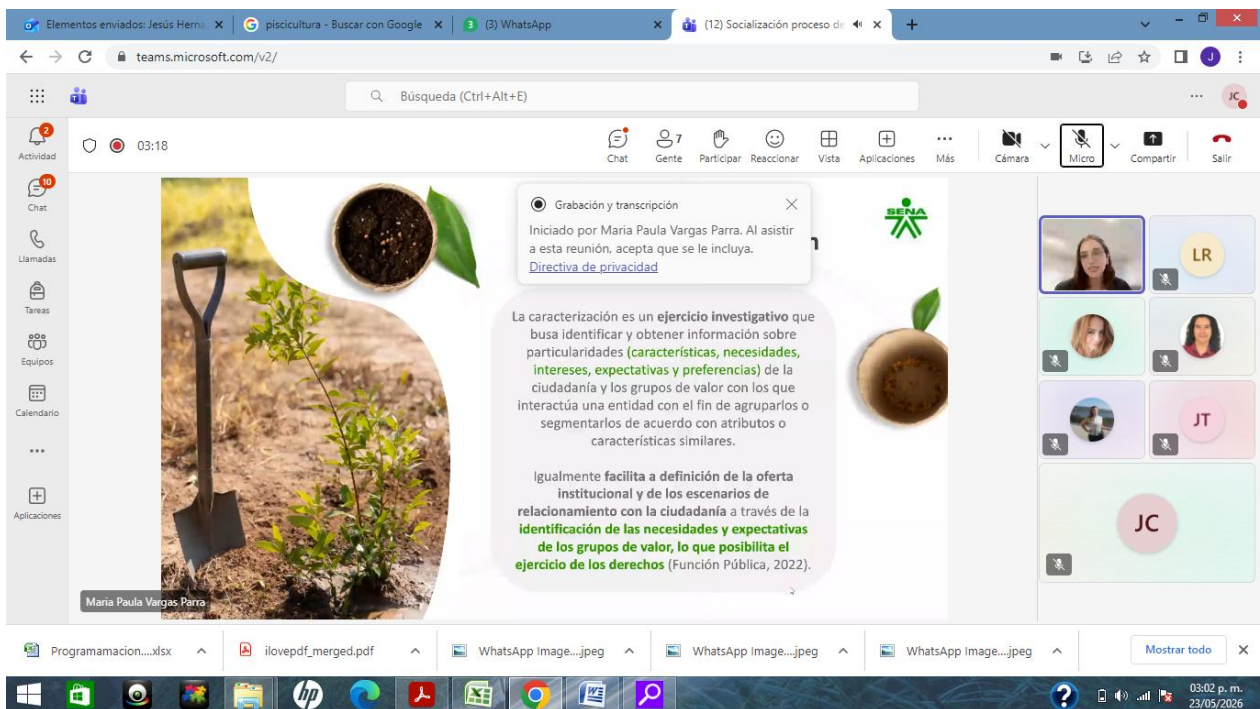 Elementos enviados: Jesús Herna
piscicultura - Buscar con Google
(3) WhatsApp
(12) Socialización proceso de
teams.microsoft.com/v2/
J
Búsqueda (Ctrl+Alt+E)
JC
2
Actividad
03:18
Chat
7
Gente
Participar
Reaccionar
Vista
Aplicaciones
Más
Cámara
Micro
Compartir
Salir
10
Chat
Llamadas
Tareas
Equipos
Calendario
Aplicaciones
Grabación y transcripción
Iniciado por Maria Paula Vargas Parra. Al asistir
a esta reunión, acepta que se le incluya.
Directiva de privacidad
n
SENA
La caracterización es un ejercicio investigativo que
busa identificar y obtener información sobre
particularidades (características, necesidades,
intereses, expectativas y preferencias) de la
ciudadanía y los grupos de valor con los que
interactúa una entidad con el fin de agruparlos o
segmentarlos de acuerdo con atributos o
características similares.
Igualmente facilita a definición de la oferta
institucional y de los escenarios de
relacionamiento con la ciudadanía a través de la
identificación de las necesidades y expectativas
de los grupos de valor, lo que posibilita el
ejercicio de los derechos (Función Pública, 2022).
Maria Paula Vargas Parra
LR
JT
JC
Programamacion....xlsx
ilovepdf_merged.pdf
WhatsApp Image....jpeg
WhatsApp Image....jpeg
WhatsApp Image....jpeg
Mostrar todo
hp
03:02 p. m.
23/05/2026